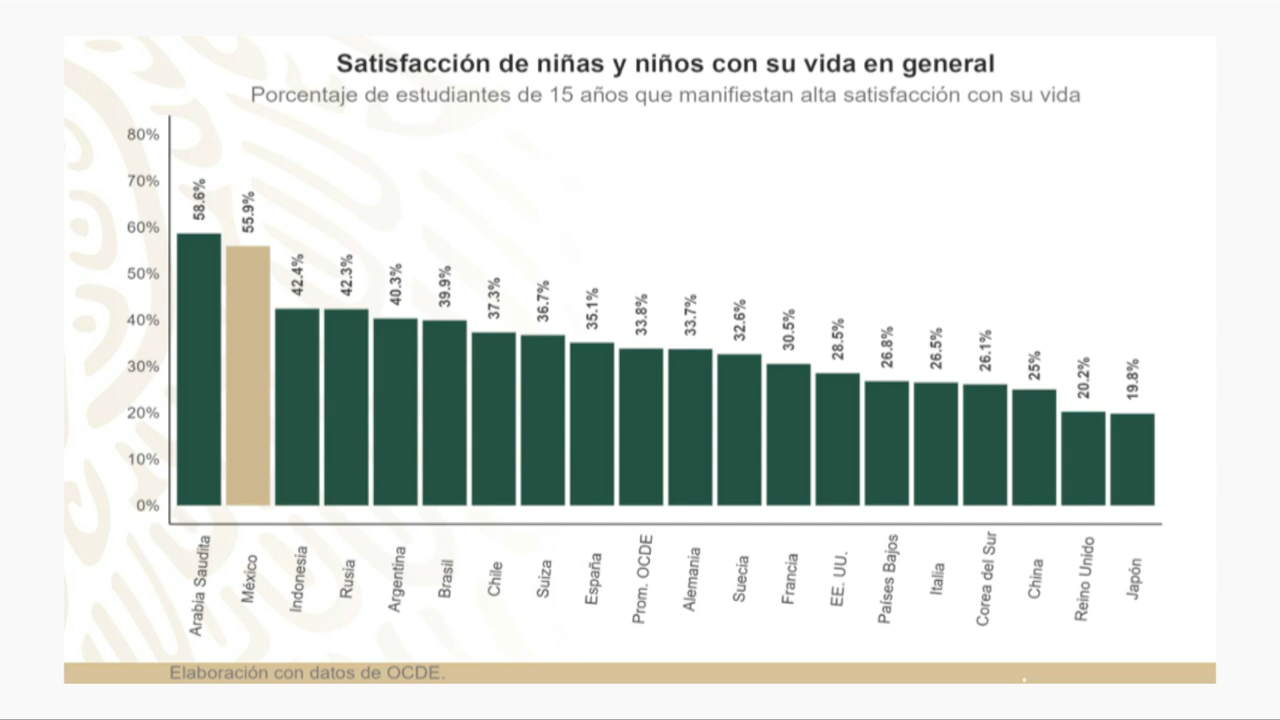 Satisfacción de niñas y niños con su vida en general
Porcentaje de estudiantes de 15 años que manifiestan alta satisfacción con su vida
80%
70%
60%
50%
40%
30%
20%
10%
0%
58.6%
55.9%
42.4%
42.3%
40.3%
39.9%
37.3%
36.7%
35.1%
33.8%
33.7%
32.6%
30.5%
28.5%
26.8%
26.5%
26.1%
25%
20.2%
19.8%
Arabia Saudita
México
Indonesia
Rusia
Argentina
Brasil
Chile
Suiza
España
Prom. OCDE
Alemania
Suecia
Francia
EE. UU.
Países Bajos
Italia
Corea del Sur
China
Reino Unido
Japón
Elaboración con datos de OCDE.